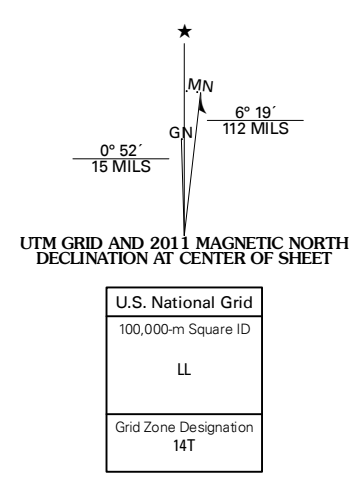 ★
MN
6° 19´
112 MILS
GN
0° 52´
15 MILS
UTM GRID AND 2011 MAGNETIC NORTH
DECLINATION AT CENTER OF SHEET
U.S. National Grid
100,000-m Square ID
LL
Grid Zone Designation
14T